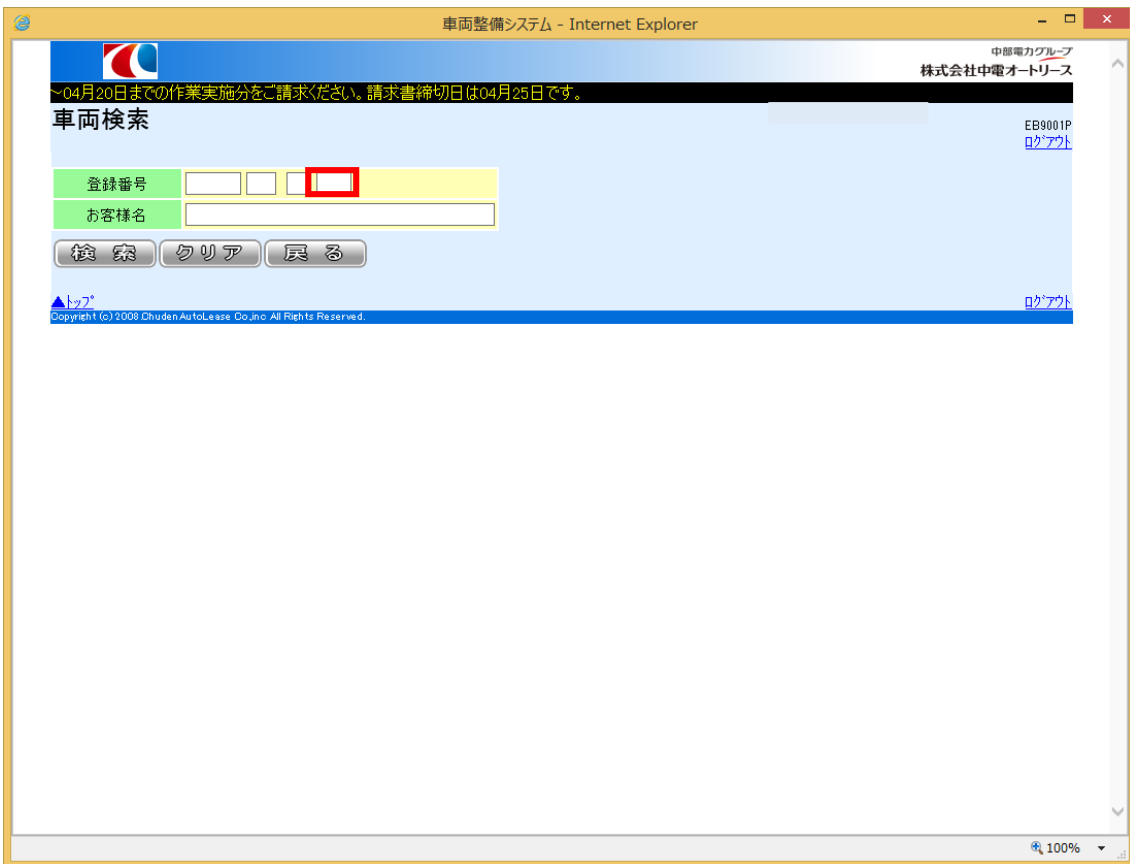 車両整備システム - Internet Explorer
中部電力グループ
株式会社中電オートリース
~04月20日までの作業実施分をご請求ください。請求書締切日は04月25日です。
車両検索
EB9001P
ログアウト
登録番号
お客様名
検 索 クリア 戻 る
▲トップ ログアウト
Copyright (c) 2008 Chuden AutoLease Co.,inc All Rights Reserved.
100%